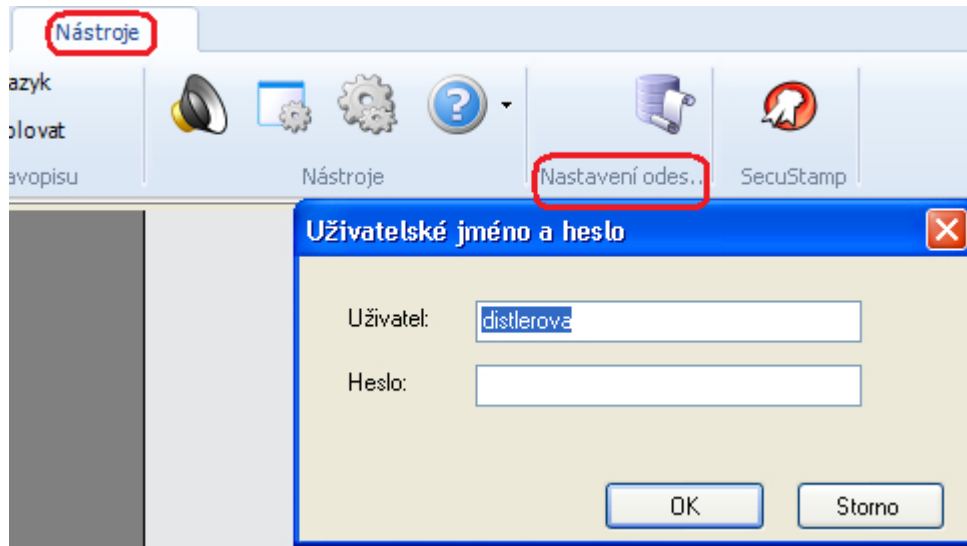 Nástroje
azyk
olovat
avopisu
Nástroje
Nastavení odes..
SecuStamp
Uživatelské jméno a heslo
Uživatel:
distlerova
Heslo:
OK
Storno